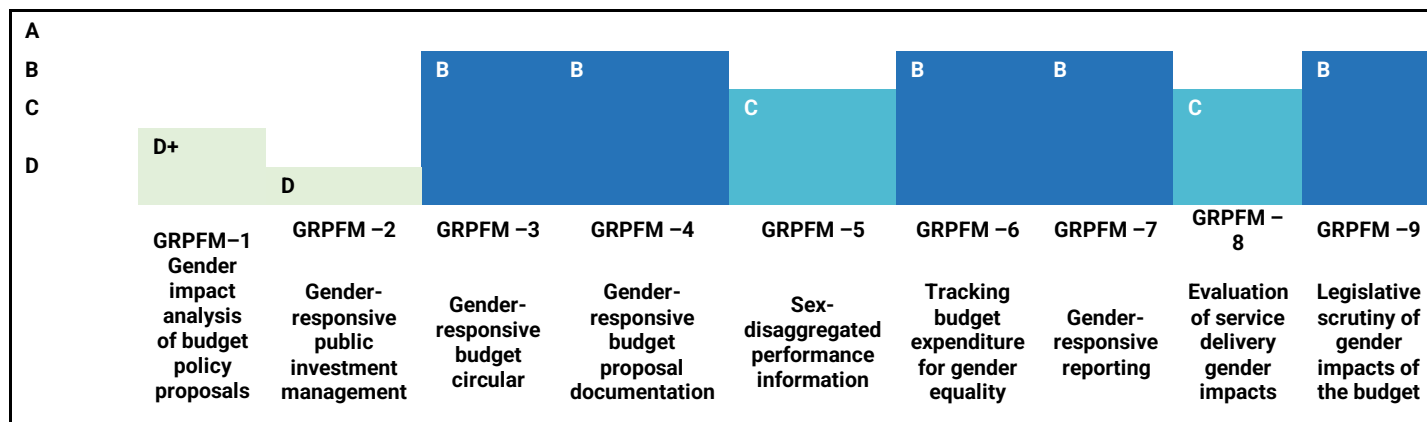 A
B
C
D
D+
D
B
B
C
B
B
C
B
GRPFM–1
Gender
impact
analysis
of budget
policy
proposals
GRPFM –2
Gender-
responsive
public
investment
management
GRPFM –3
Gender-
responsive
budget
circular
GRPFM –4
Gender-
responsive
budget
proposal
documentation
GRPFM –5
Sex-
disaggregated
performance
information
GRPFM –6
Tracking
budget
expenditure
for gender
equality
GRPFM –7
Gender-
responsive
reporting
GRPFM –
8
Evaluation
of service
delivery
gender
impacts
GRPFM –9
Legislative
scrutiny of
gender
impacts of
the budget